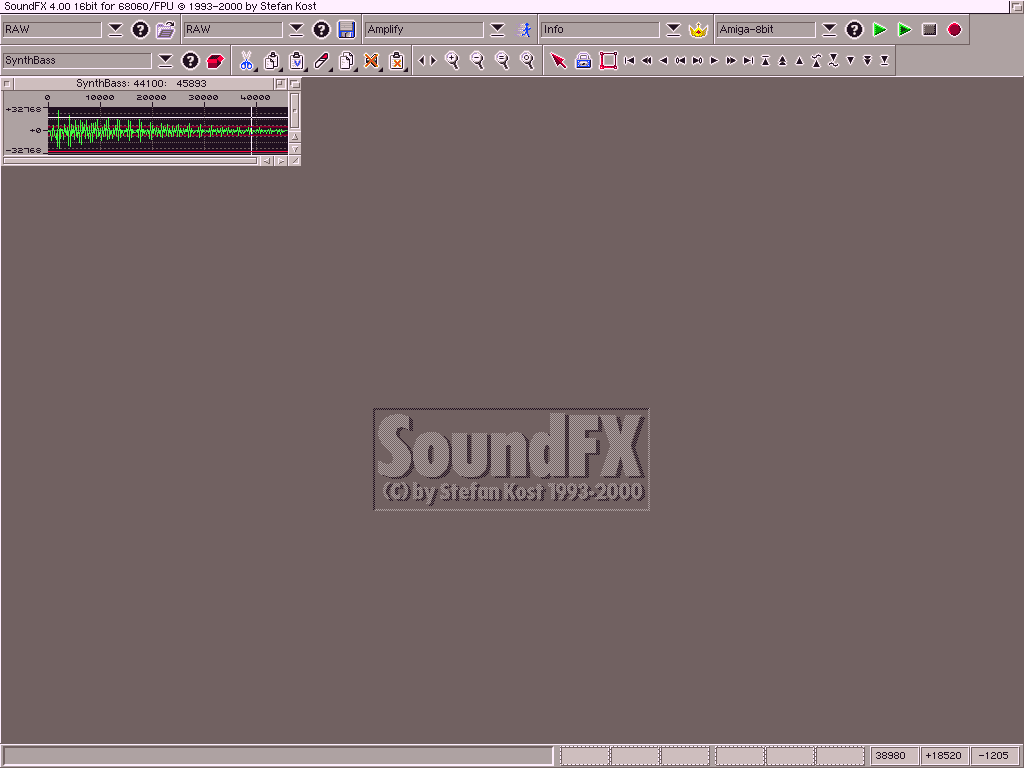 SoundFX 4.00 16bit for 68060/FPU © 1993-2000 by Stefan Kost
RAW RAW Amplify Info Amiga-8bit
SynthBass
SynthBass: 44100: 45893
0 10000 20000 30000 40000
+32768
+0
-32768
SoundFX
(C) by Stefan Kost 1993-2000
38980 +18520 -1205